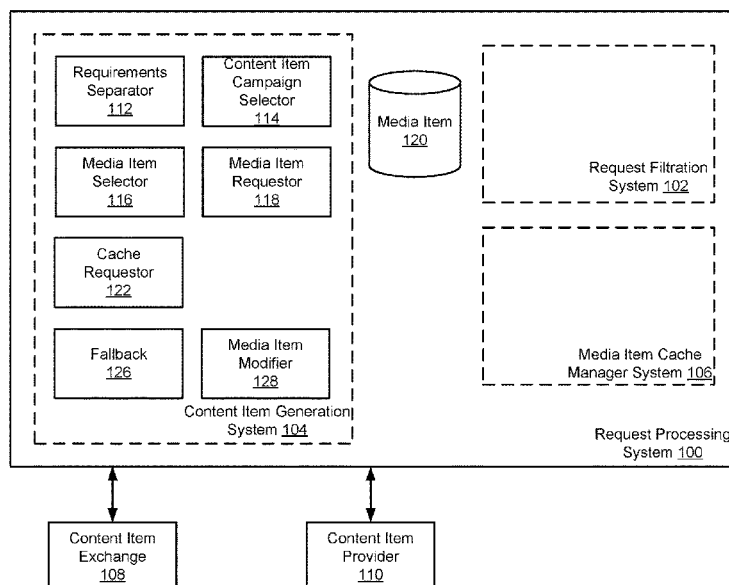 Requirements
Separator
112
Content Item
Campaign
Selector
114
Media Item
120
Media Item
Selector
116
Media Item
Requestor
118
Request Filtration
System 102
Cache
Requestor
122
Fallback
126
Media Item
Modifier
128
Content Item Generation
System 104
Media Item Cache
Manager System 106
Request Processing
System 100
Content Item
Exchange
108
Content Item
Provider
110